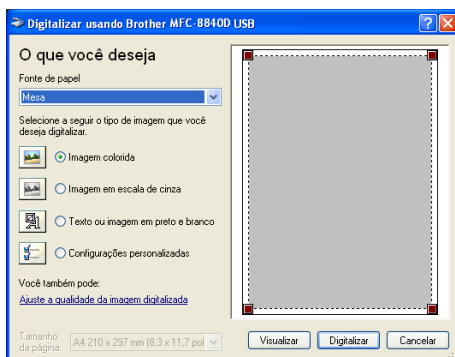 Digitalizar usando Brother MFC-8840D USB
O que você deseja
Fonte de papel
Mesa
Selecione a seguir o tipo de imagem que você
deseja digitalizar.
Imagem colorida
Imagem em escala de cinza
Texto ou imagem em preto e branco
Configurações personalizadas
Você também pode:
Ajuste a qualidade da imagem digitalizada
Tamanho
da página:
A4 210 x 297 mm (8,3 x 11,7 pol
Visualizar
Digitalizar
Cancelar